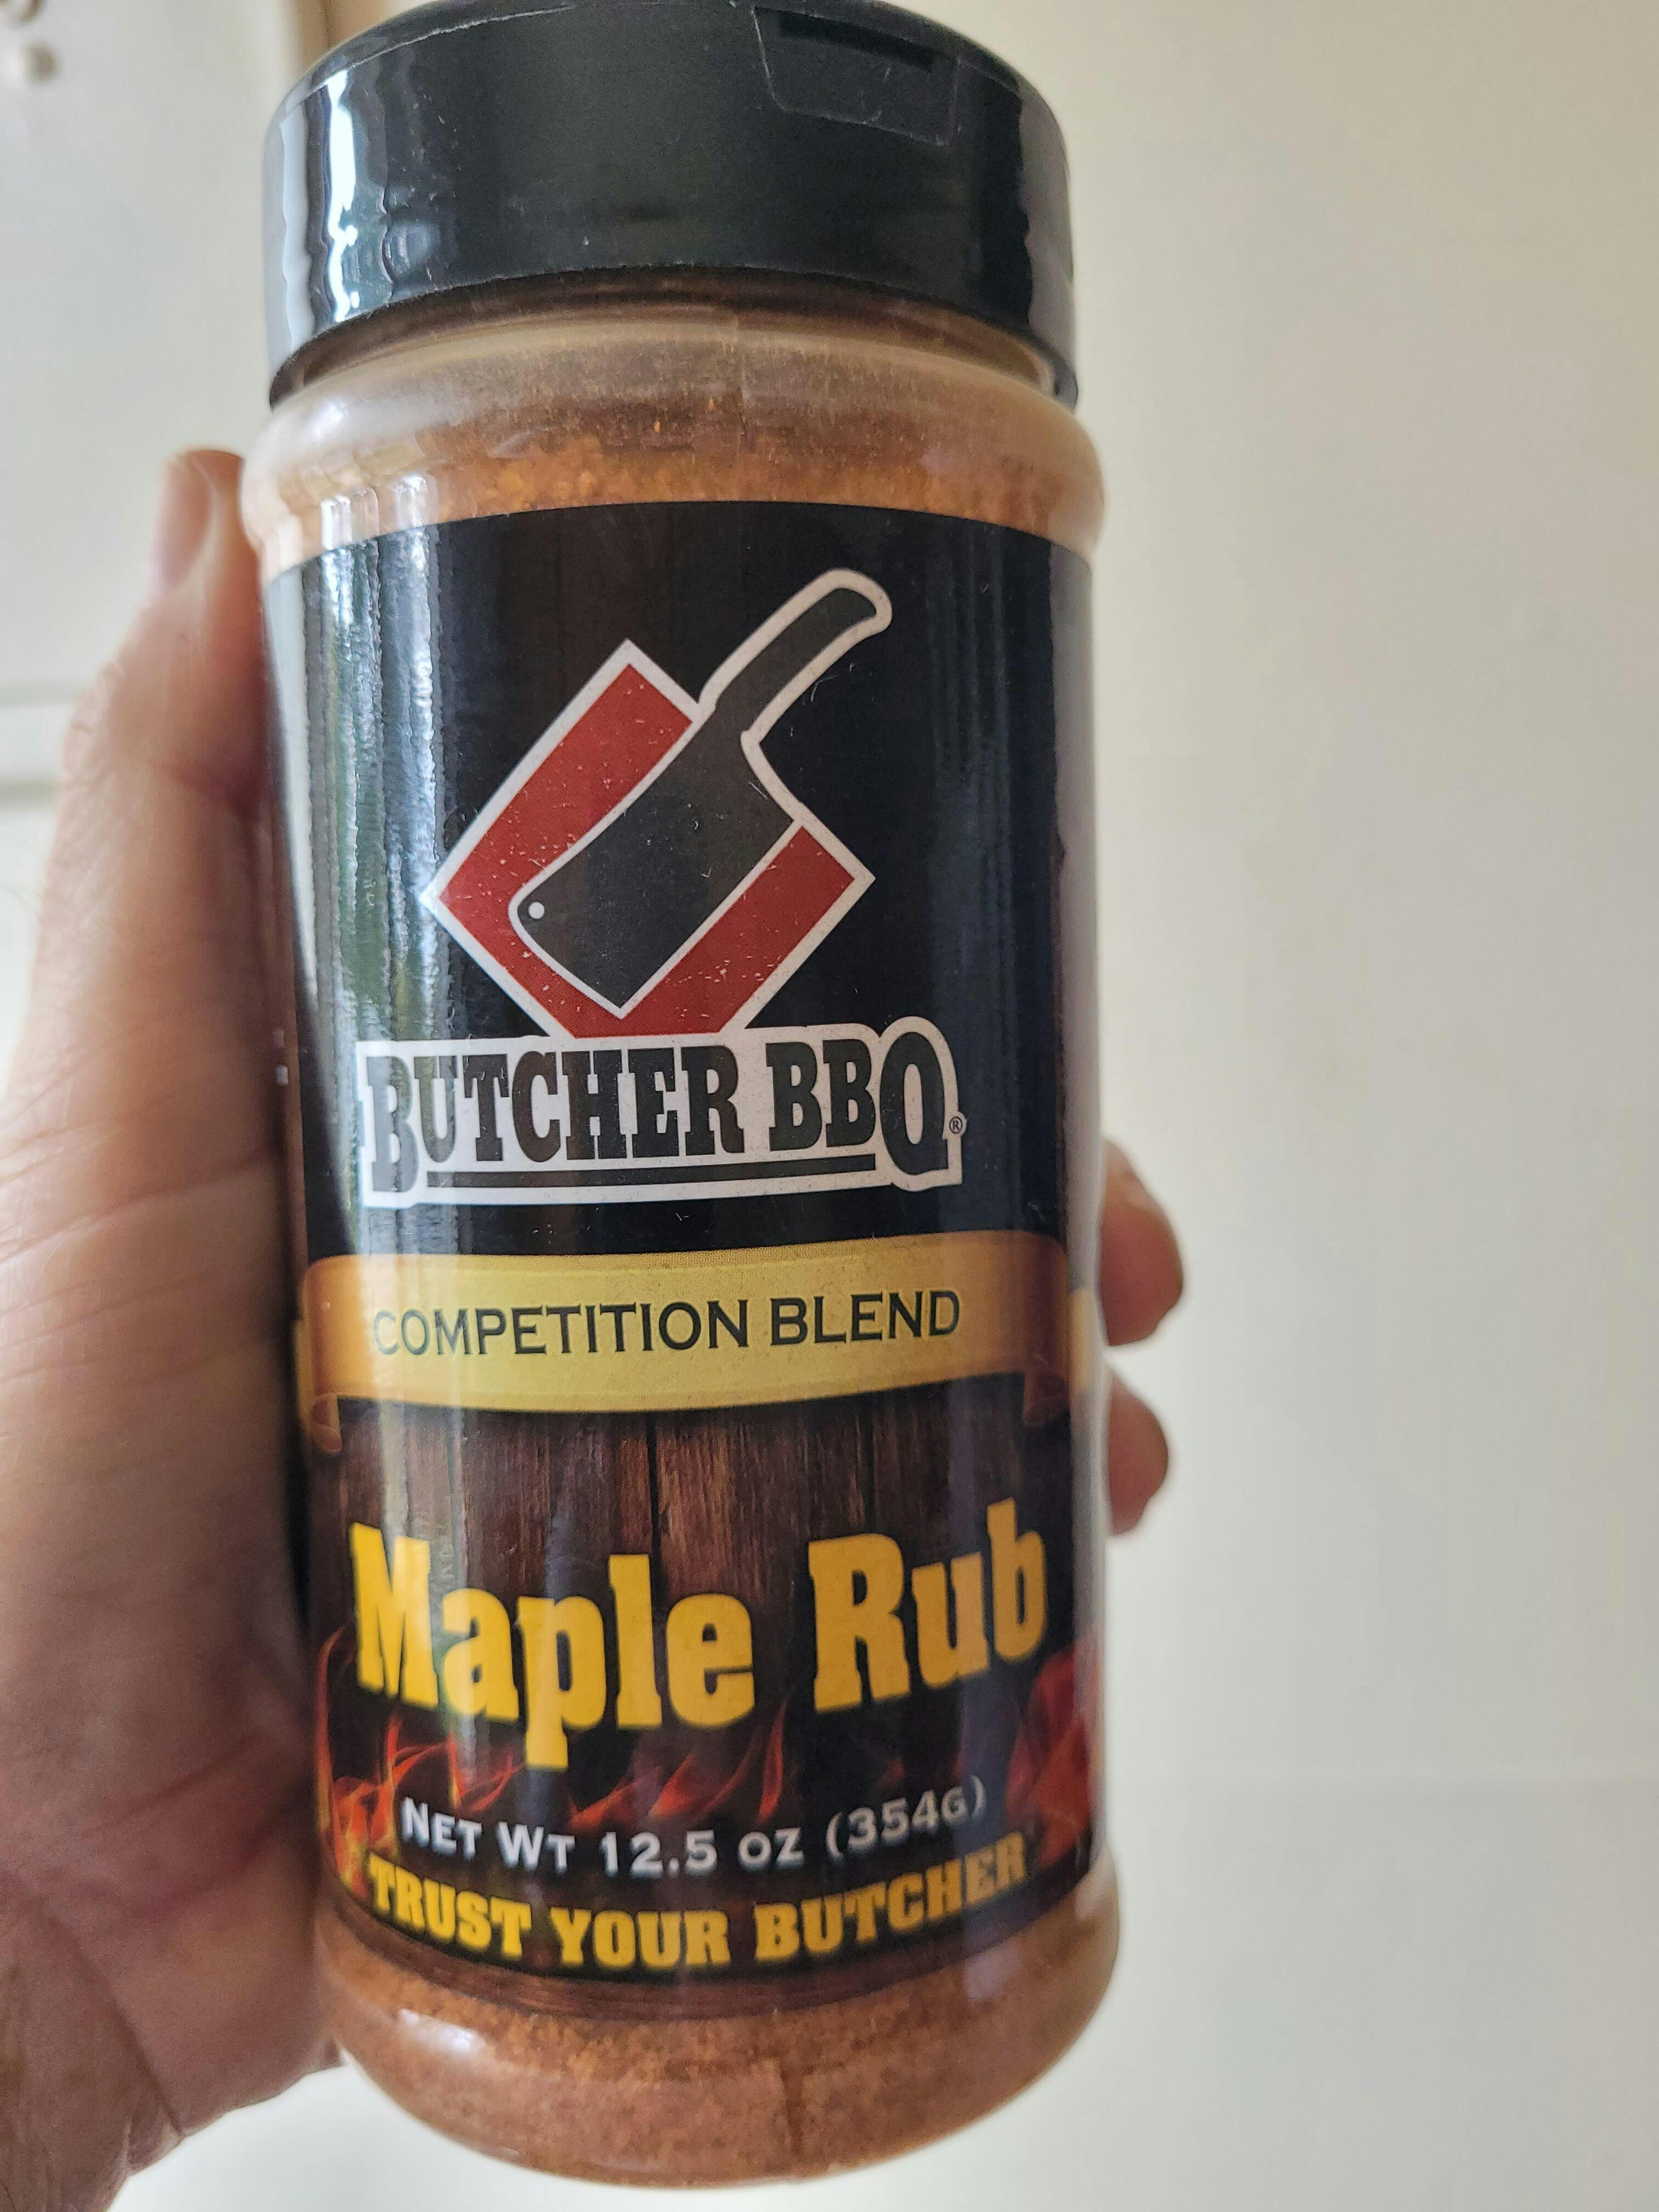 BUTCHER BBQ®
COMPETITION BLEND
Maple Rub
NET WT 12.5 OZ (354G)
TRUST YOUR BUTCHER